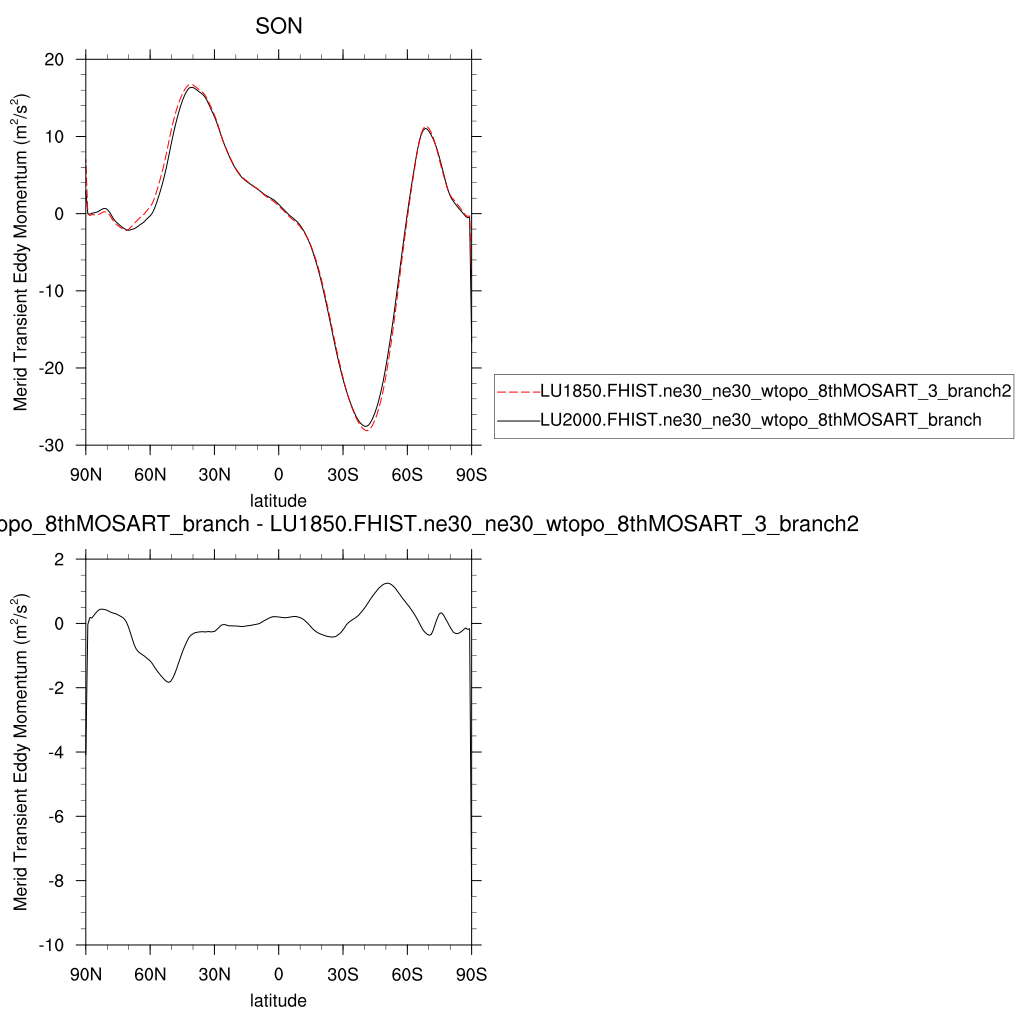 SON
Merid Transient Eddy Momentum (m²/s²)
20
10
0
-10
-20
-30
90N 60N 30N 0 30S 60S 90S
latitude
LU1850.FHIST.ne30_ne30_wtopo_8thMOSART_3_branch2
LU2000.FHIST.ne30_ne30_wtopo_8thMOSART_branch
opo_8thMOSART_branch - LU1850.FHIST.ne30_ne30_wtopo_8thMOSART_3_branch2
Merid Transient Eddy Momentum (m²/s²)
2
0
-2
-4
-6
-8
-10
90N 60N 30N 0 30S 60S 90S
latitude